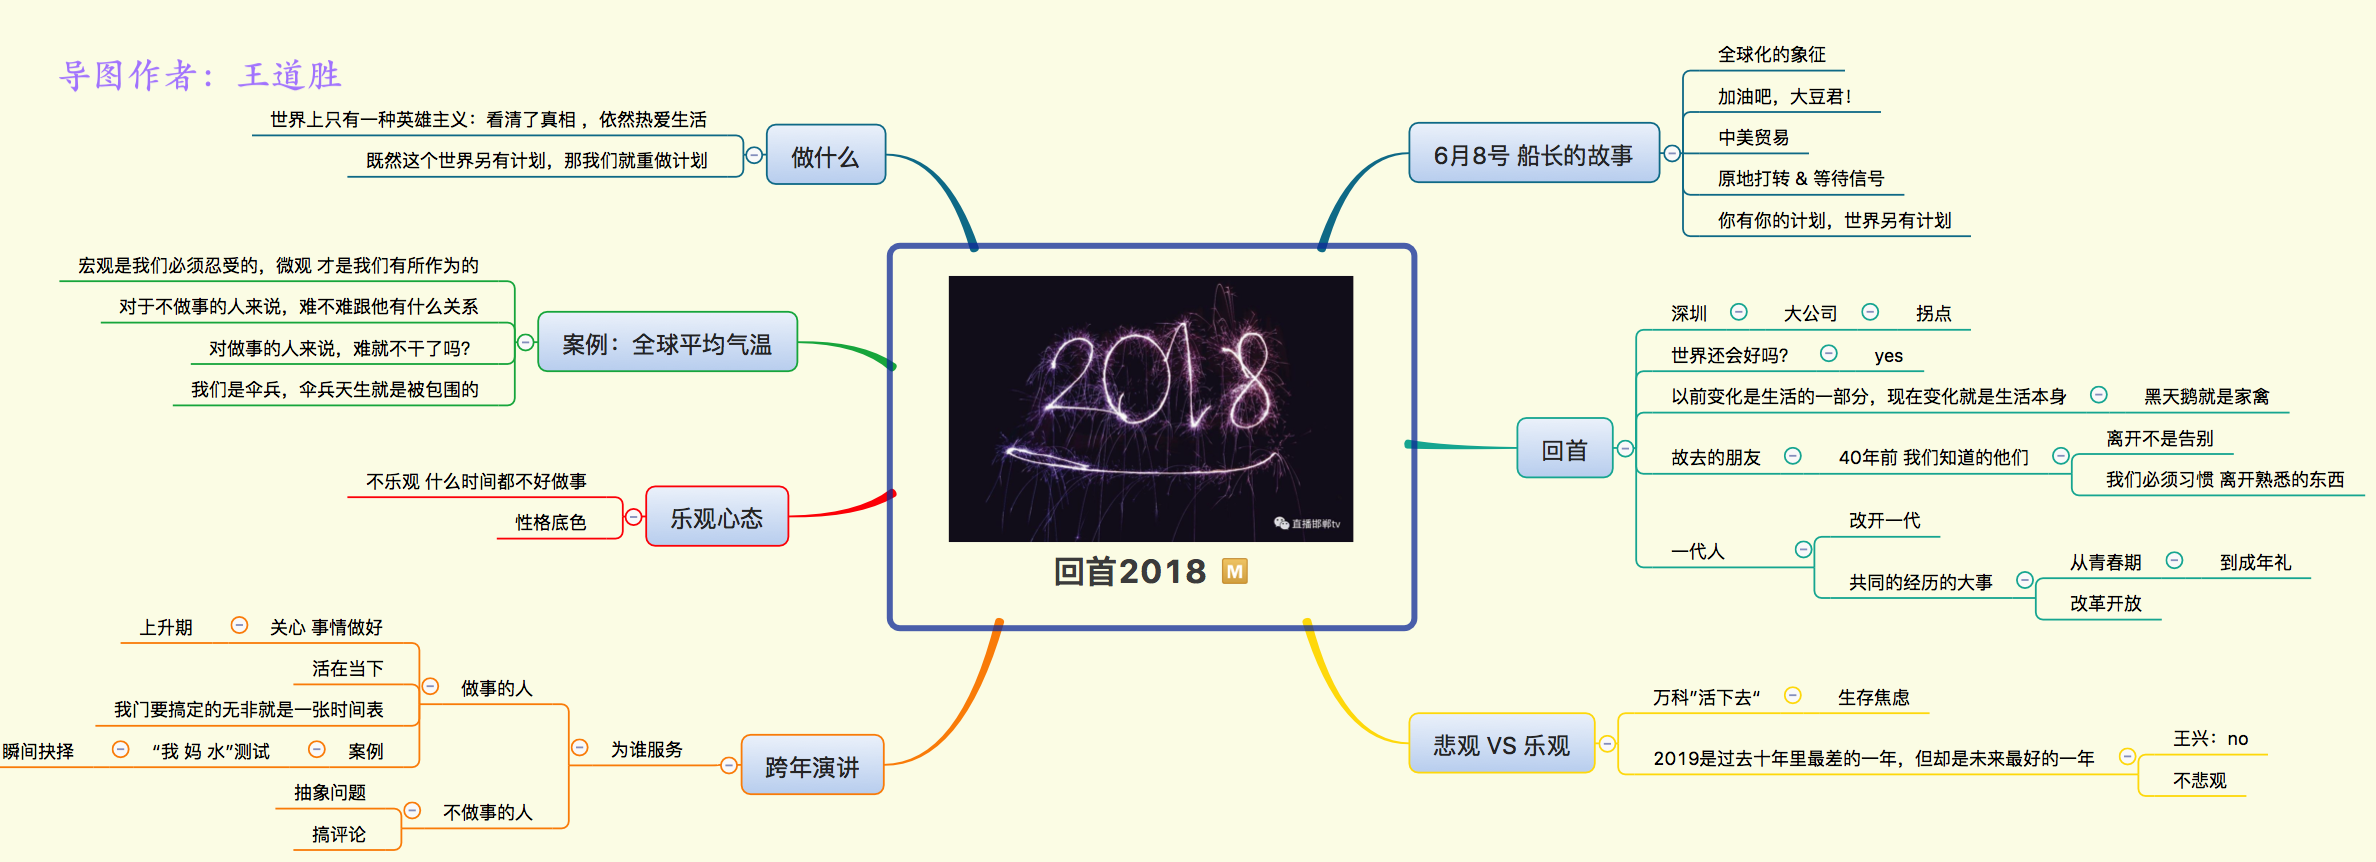 导图作者：王道胜
世界上只有一种英雄主义：看清了真相 ，依然热爱生活
既然这个世界另有计划，那我们就重做计划
做什么
宏观是我们必须忍受的，微观 才是我们有所作为的
对于不做事的人来说，难不难跟他有什么关系
对做事的人来说，难就不干了吗？
我们是伞兵，伞兵天生就是被包围的
案例：全球平均气温
不乐观 什么时间都不好做事
性格底色
乐观心态
上升期 关心 事情做好
活在当下
我门要搞定的无非就是一张时间表
瞬间抉择 “我 妈 水”测试 案例
做事的人
抽象问题
搞评论
不做事的人
为谁服务
跨年演讲
2018
直播邯郸tv
回首2018 M
6月8号 船长的故事
全球化的象征
加油吧，大豆君！
中美贸易
原地打转 & 等待信号
你有你的计划，世界另有计划
回首
深圳 大公司 拐点
世界还会好吗? yes
以前变化是生活的一部分，现在变化就是生活本身 黑天鹅就是家禽
故去的朋友 40年前 我们知道的他们
离开不是告别
我们必须习惯 离开熟悉的东西
一代人
改开一代
共同的经历的大事
从青春期 到成年礼
改革开放
悲观 VS 乐观
万科”活下去“ 生存焦虑
2019是过去十年里最差的一年，但却是未来最好的一年
王兴：no
不悲观